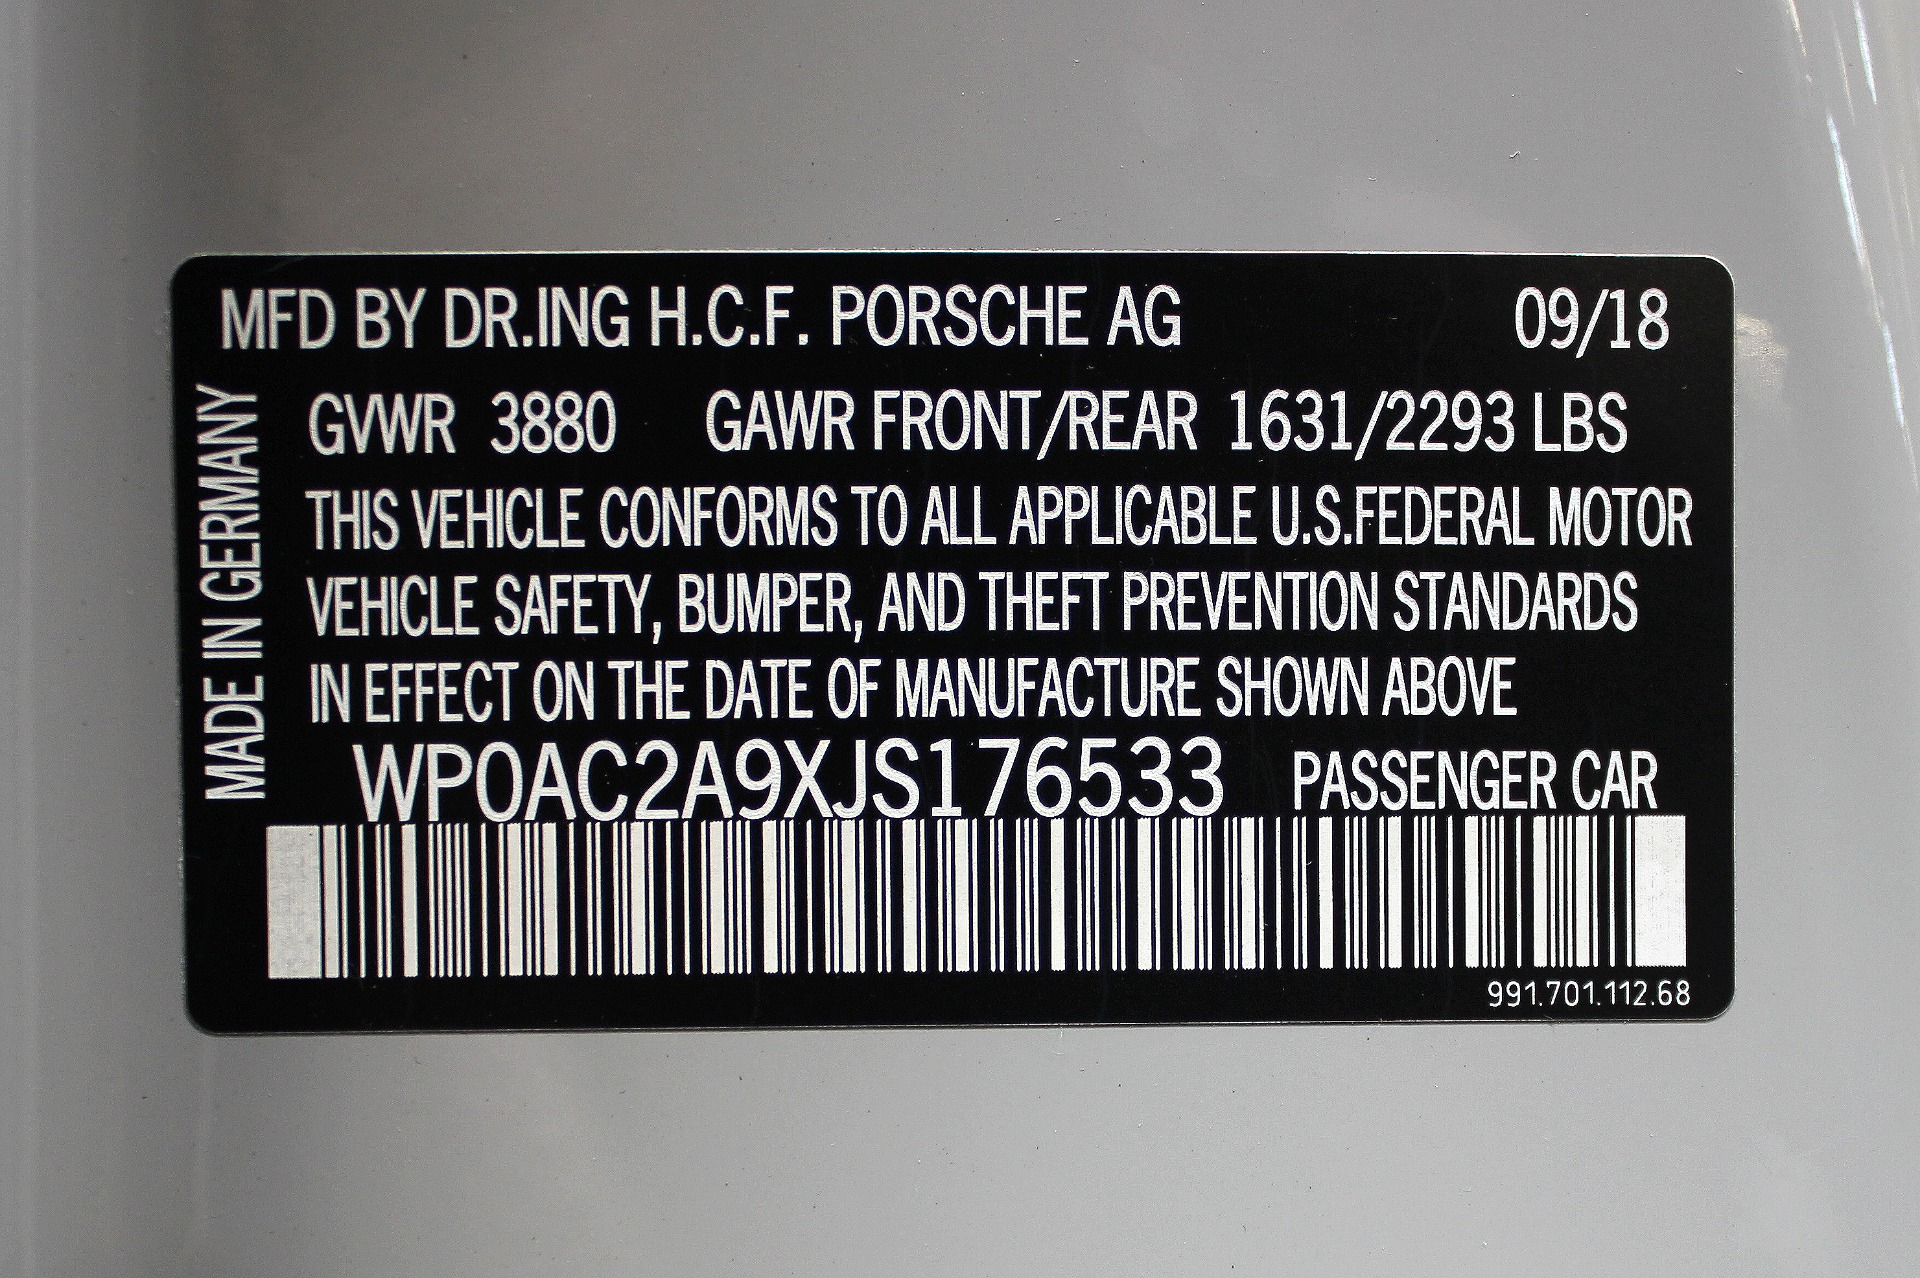 MFD BY DR.ING H.C.F. PORSCHE AG 09/18
MADE IN GERMANY
GVWR 3880 GAWR FRONT/REAR 1631/2293 LBS
THIS VEHICLE CONFORMS TO ALL APPLICABLE U.S.FEDERAL MOTOR
VEHICLE SAFETY, BUMPER, AND THEFT PREVENTION STANDARDS
IN EFFECT ON THE DATE OF MANUFACTURE SHOWN ABOVE
WP0AC2A9XJS176533 PASSENGER CAR
991.701.112.68